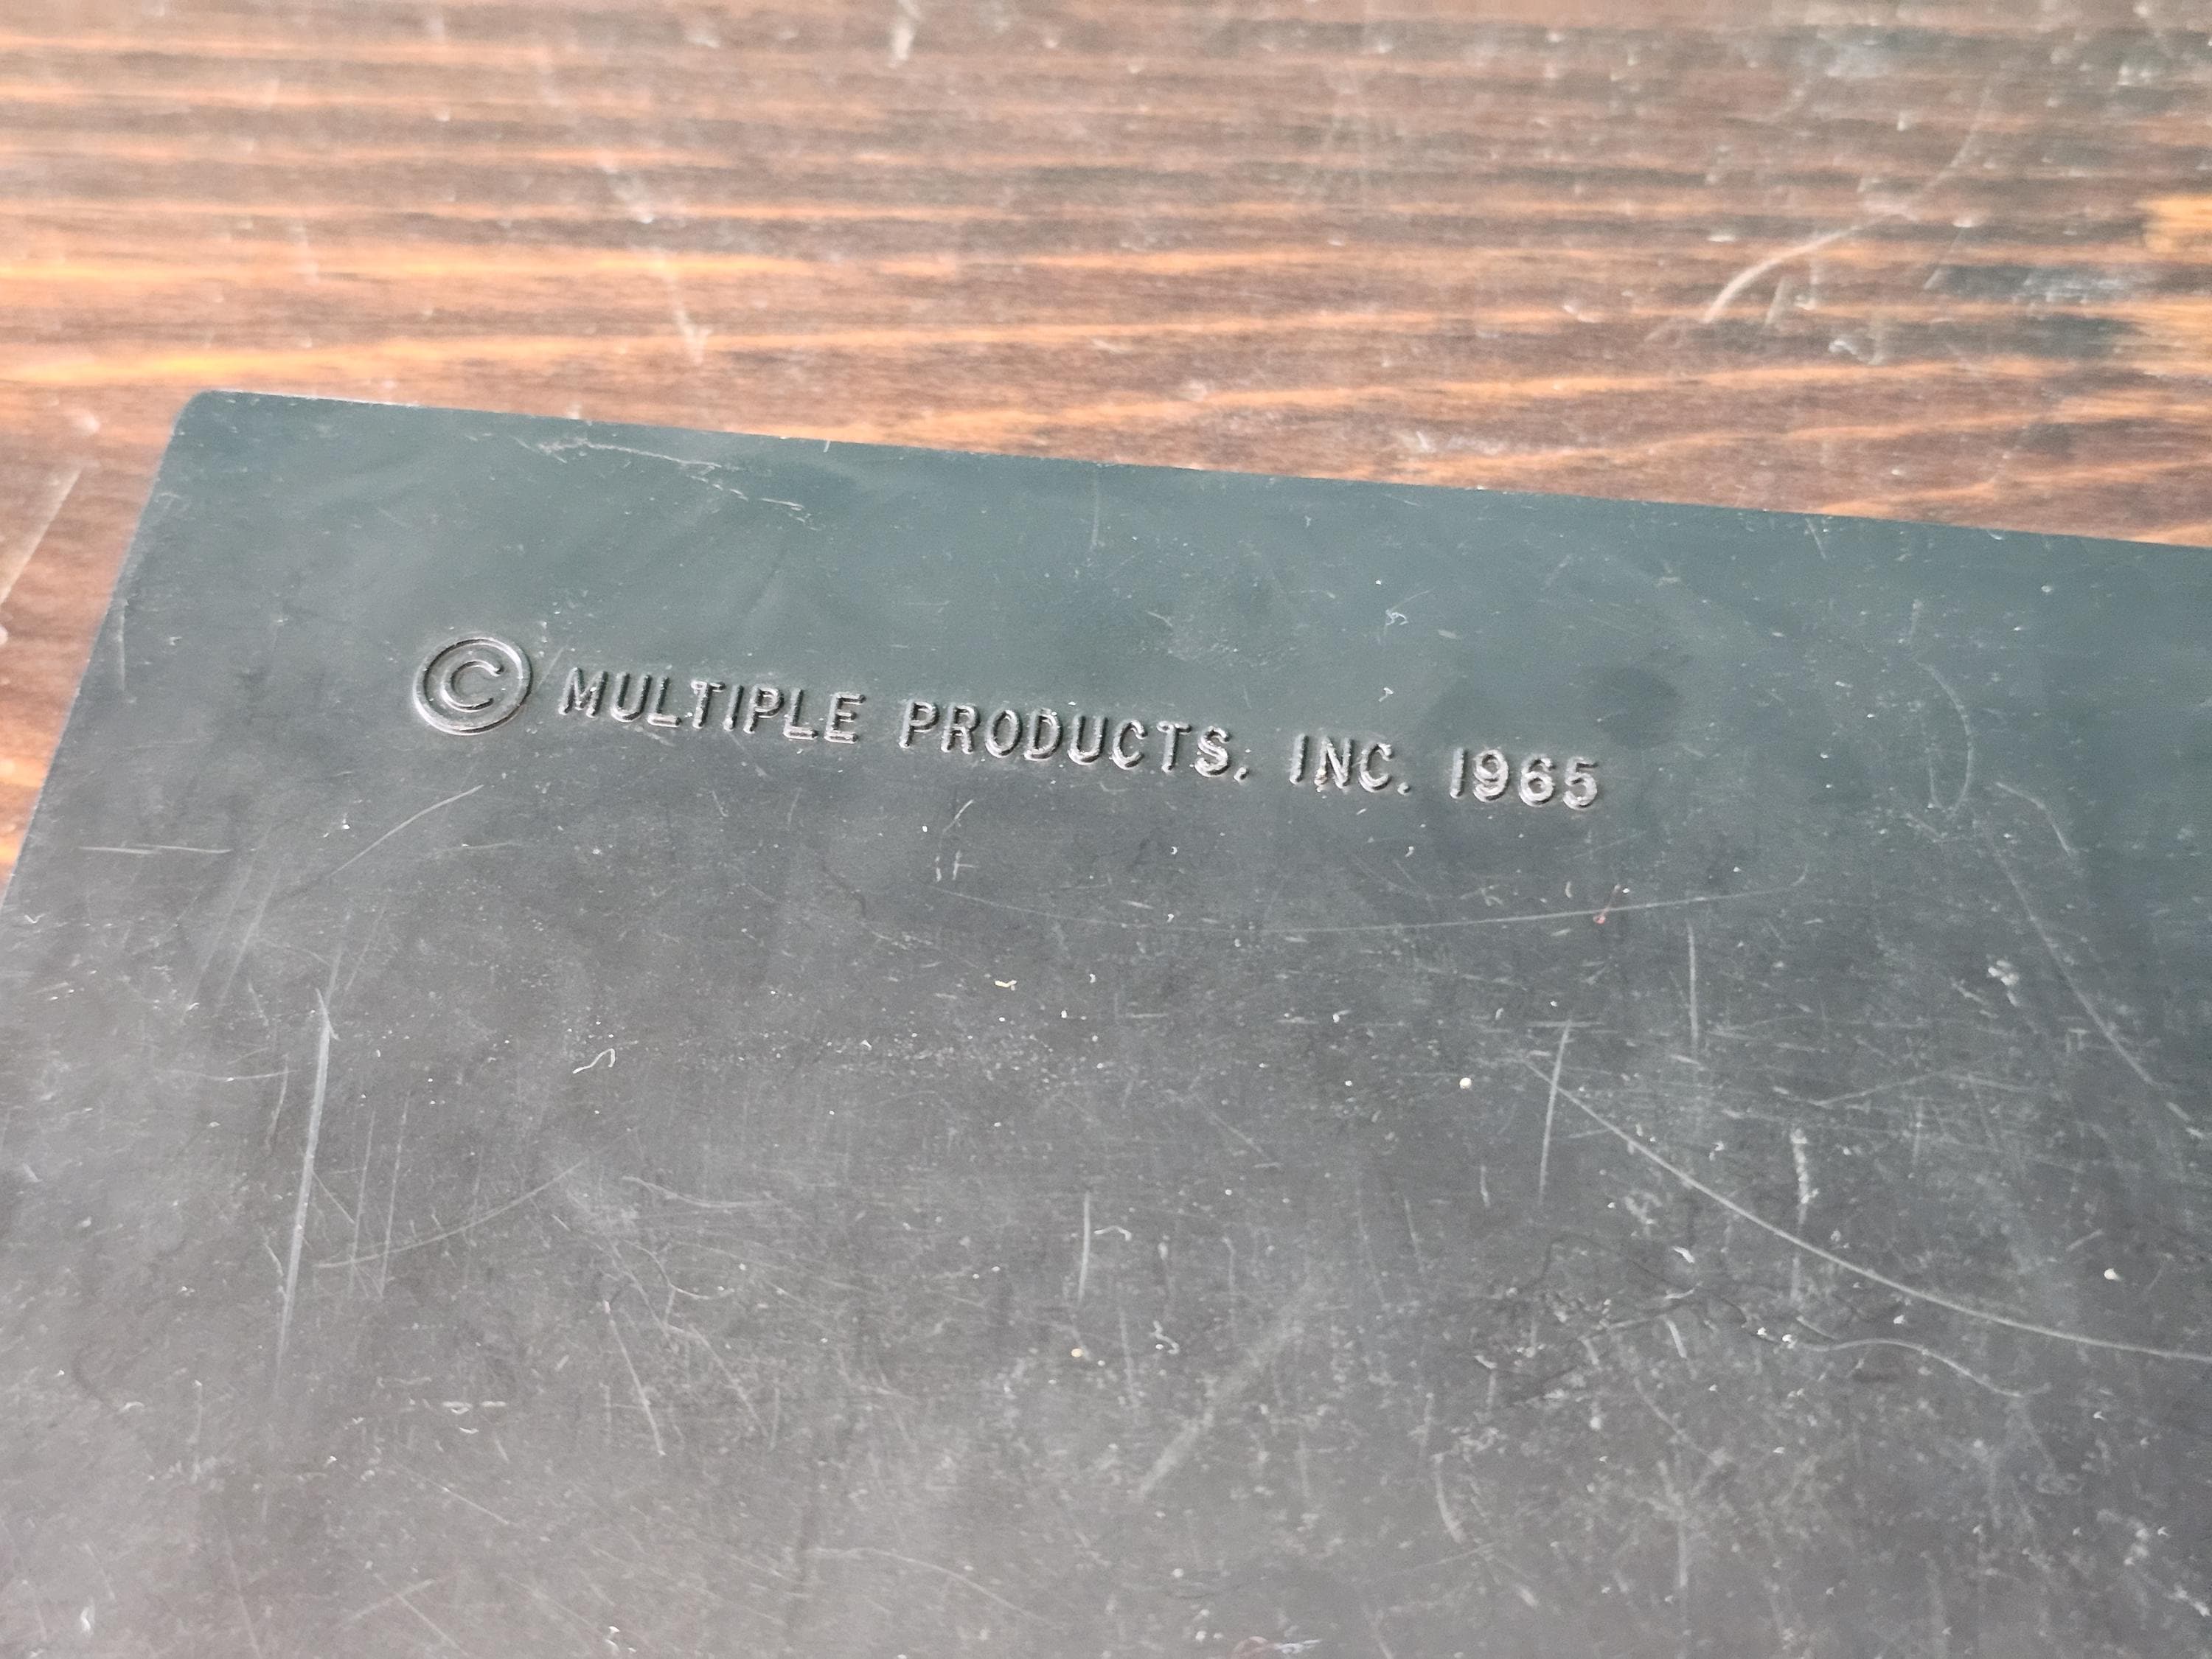 © MULTIPLE PRODUCTS, INC. 1965